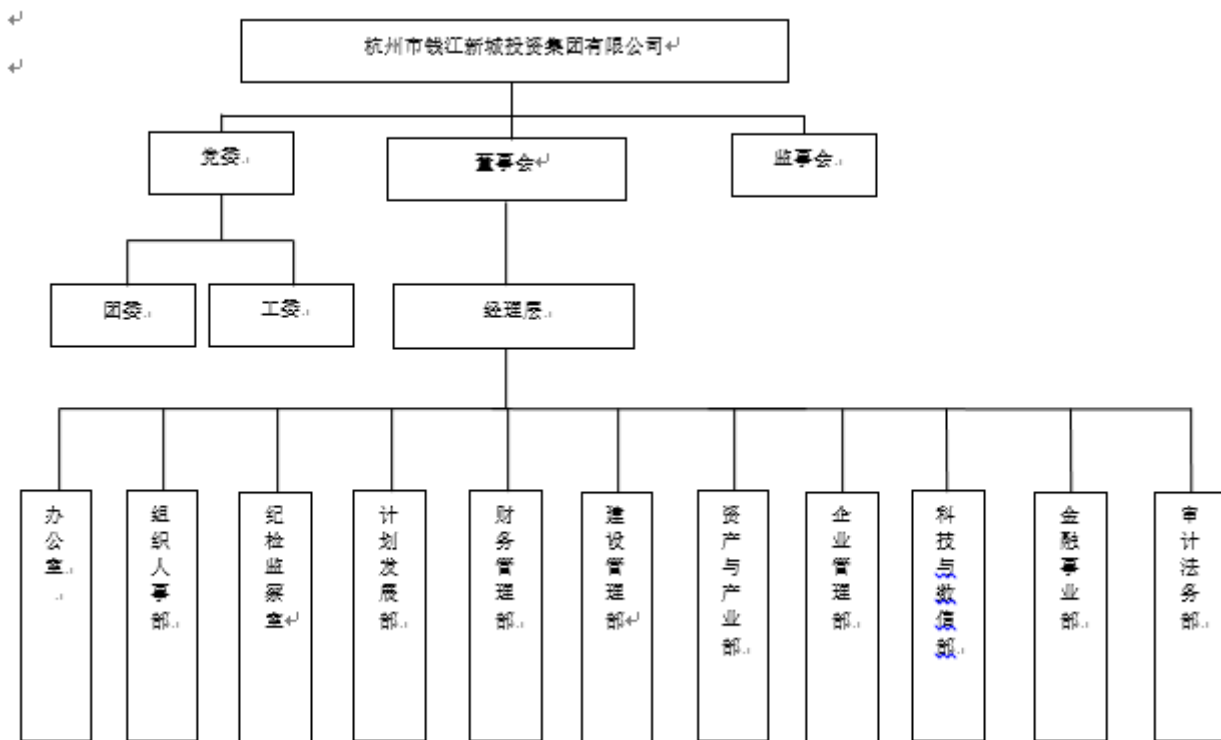 杭州市钱江新城投资集团有限公司
党委
董事会
监事会
团委
工委
经理层
办公室
组织人事部
纪检监察室
计划发展部
财务管理部
建设管理部
资产与产业部
企业管理部
科技与数信部
金融事业部
审计法务部